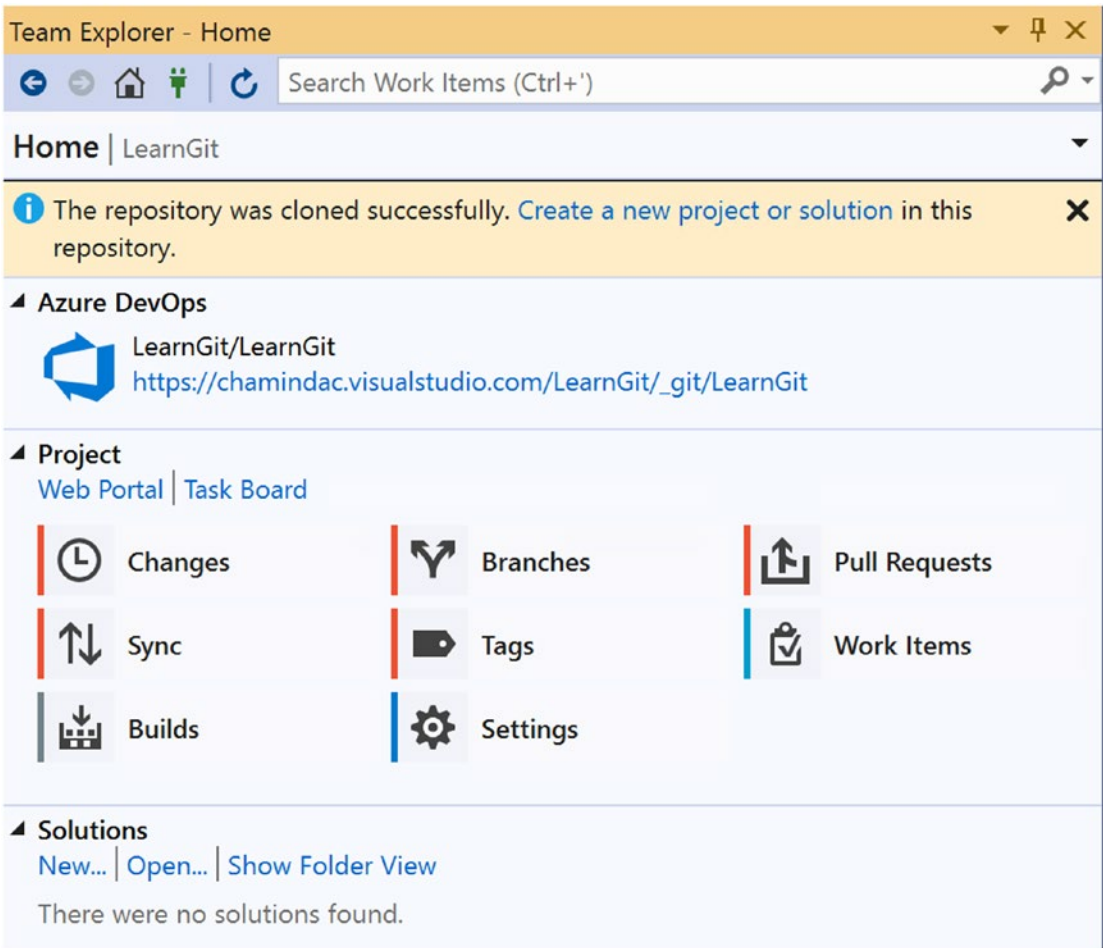 Team Explorer - Home
Search Work Items (Ctrl+')
Home | LearnGit
The repository was cloned successfully. Create a new project or solution in this
repository.
Azure DevOps
LearnGit/LearnGit
https://chamindac.visualstudio.com/LearnGit/_git/LearnGit
Project
Web Portal | Task Board
Changes Branches Pull Requests
Sync Tags Work Items
Builds Settings
Solutions
New... | Open... | Show Folder View
There were no solutions found.